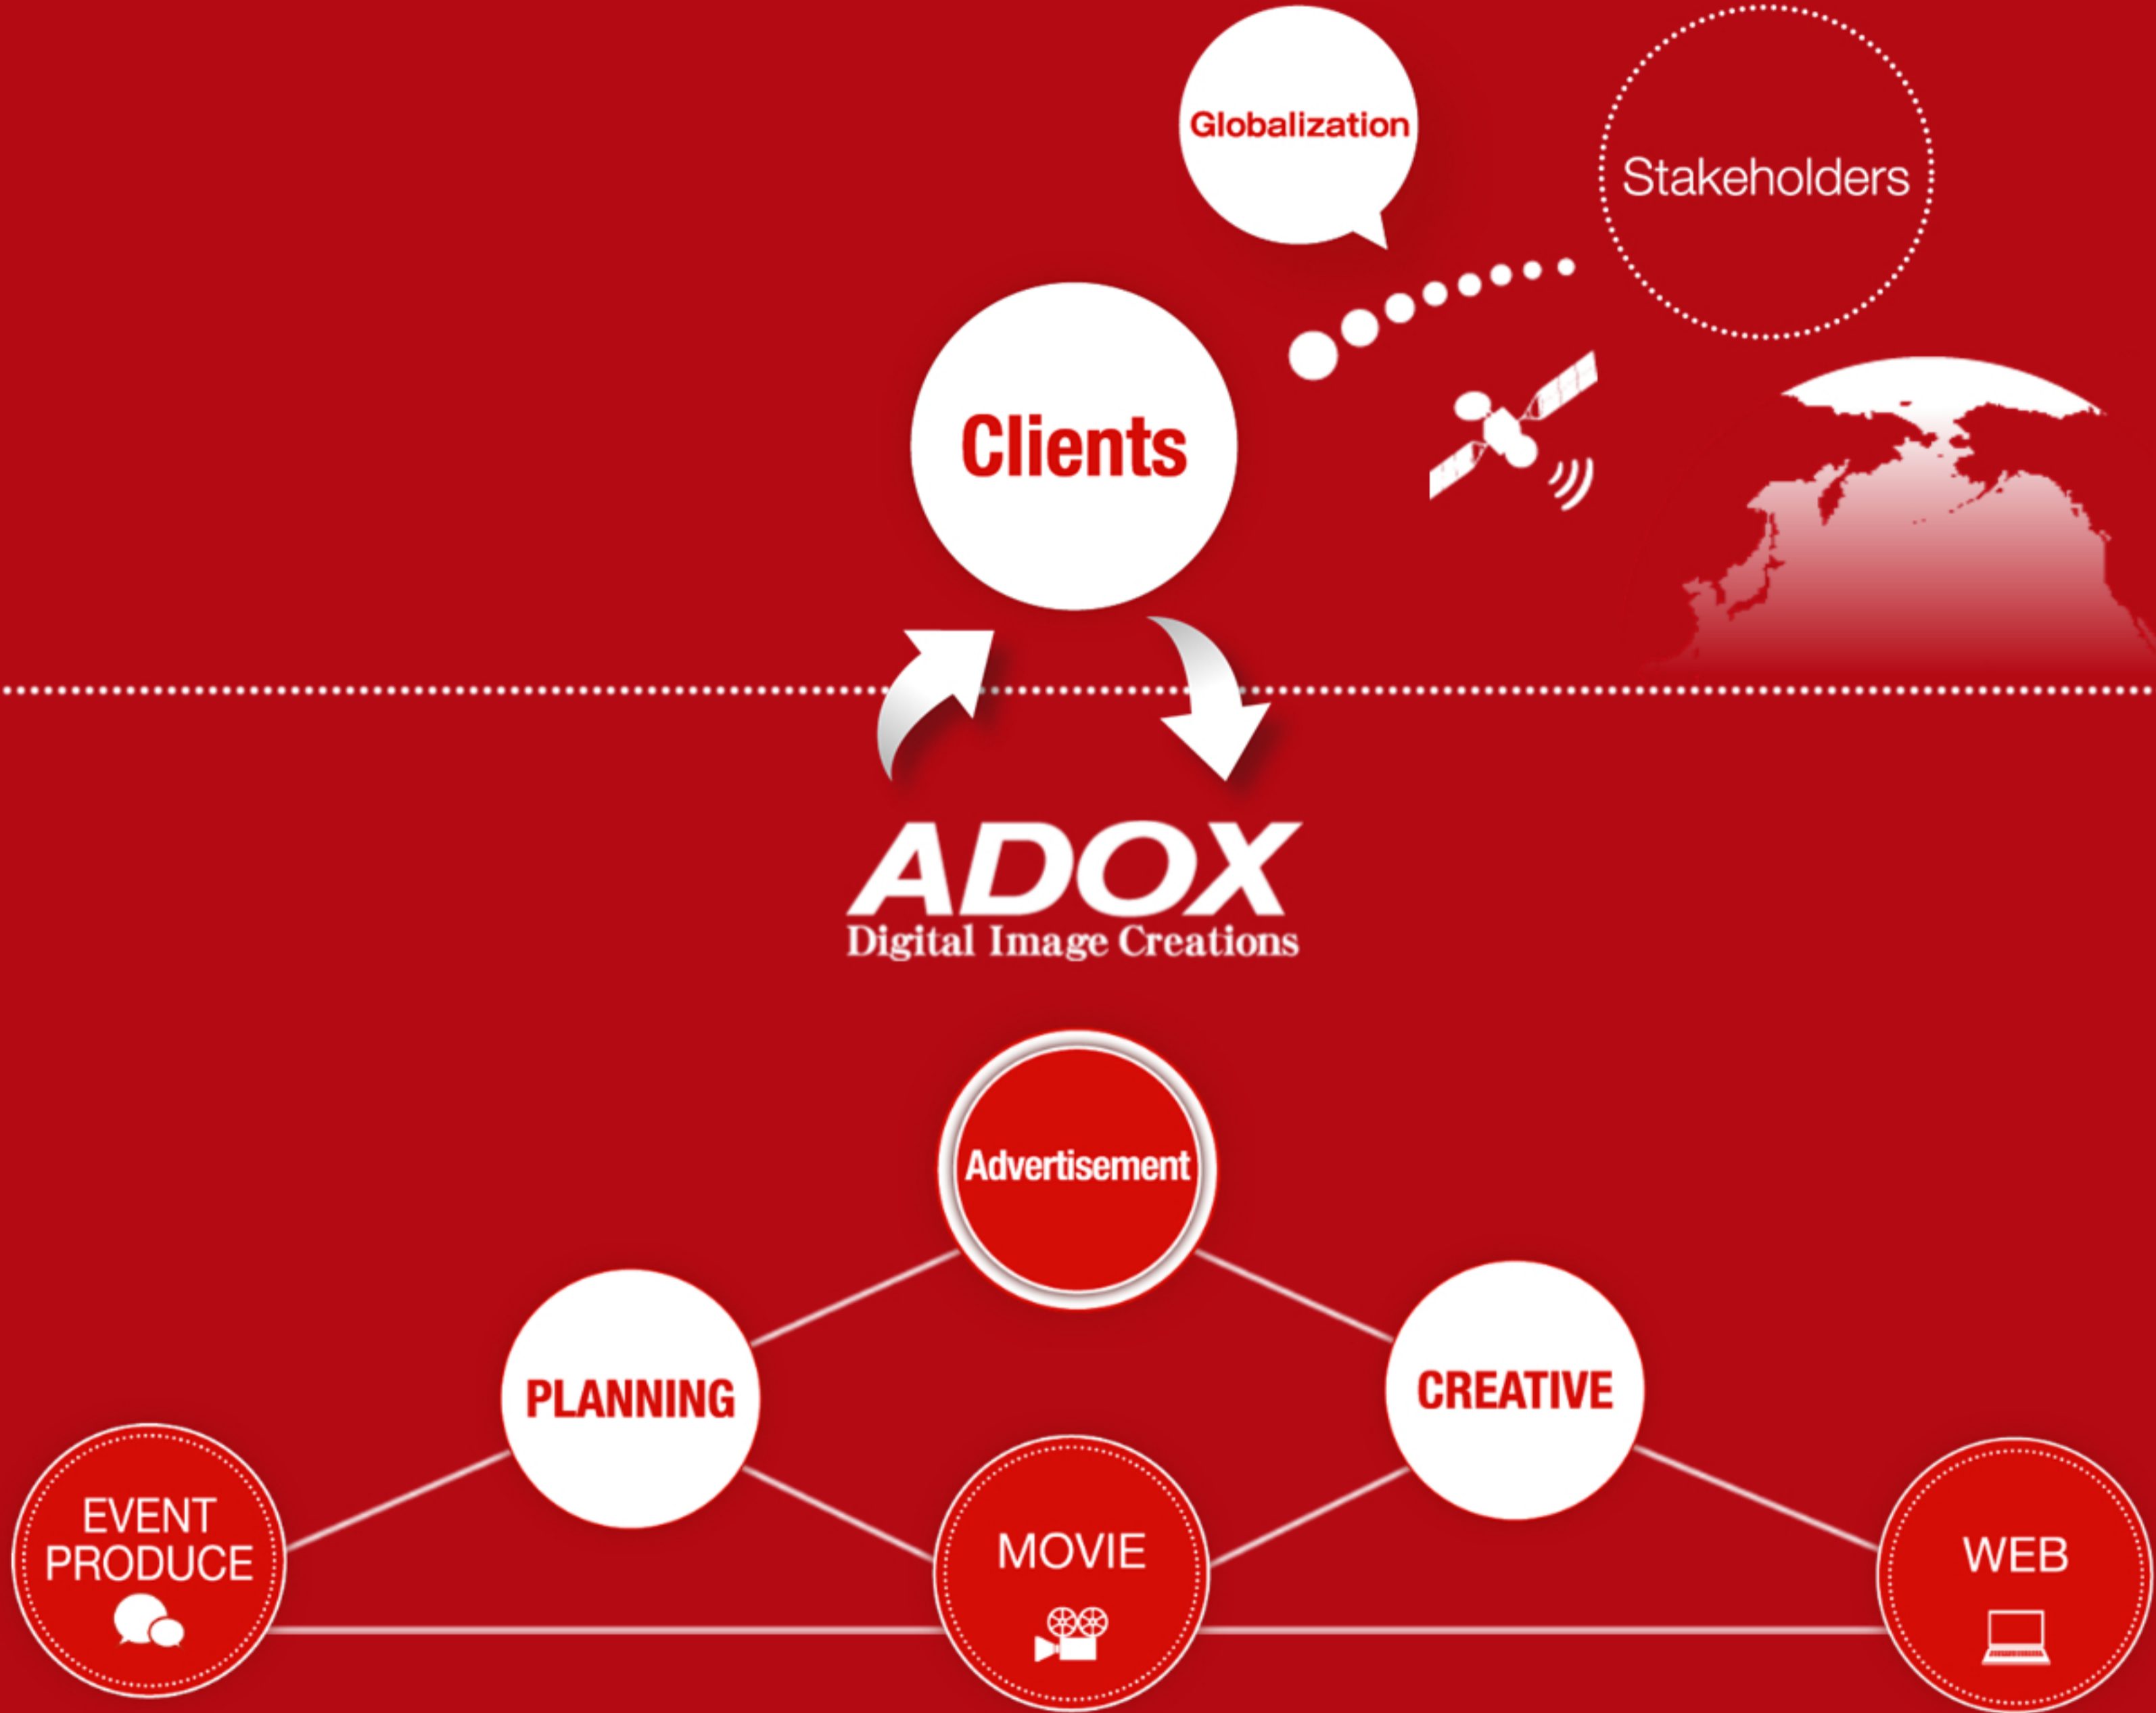 Globalization
Stakeholders
Clients
ADOX
Digital Image Creations
Advertisement
PLANNING
CREATIVE
EVENT
PRODUCE
MOVIE
WEB